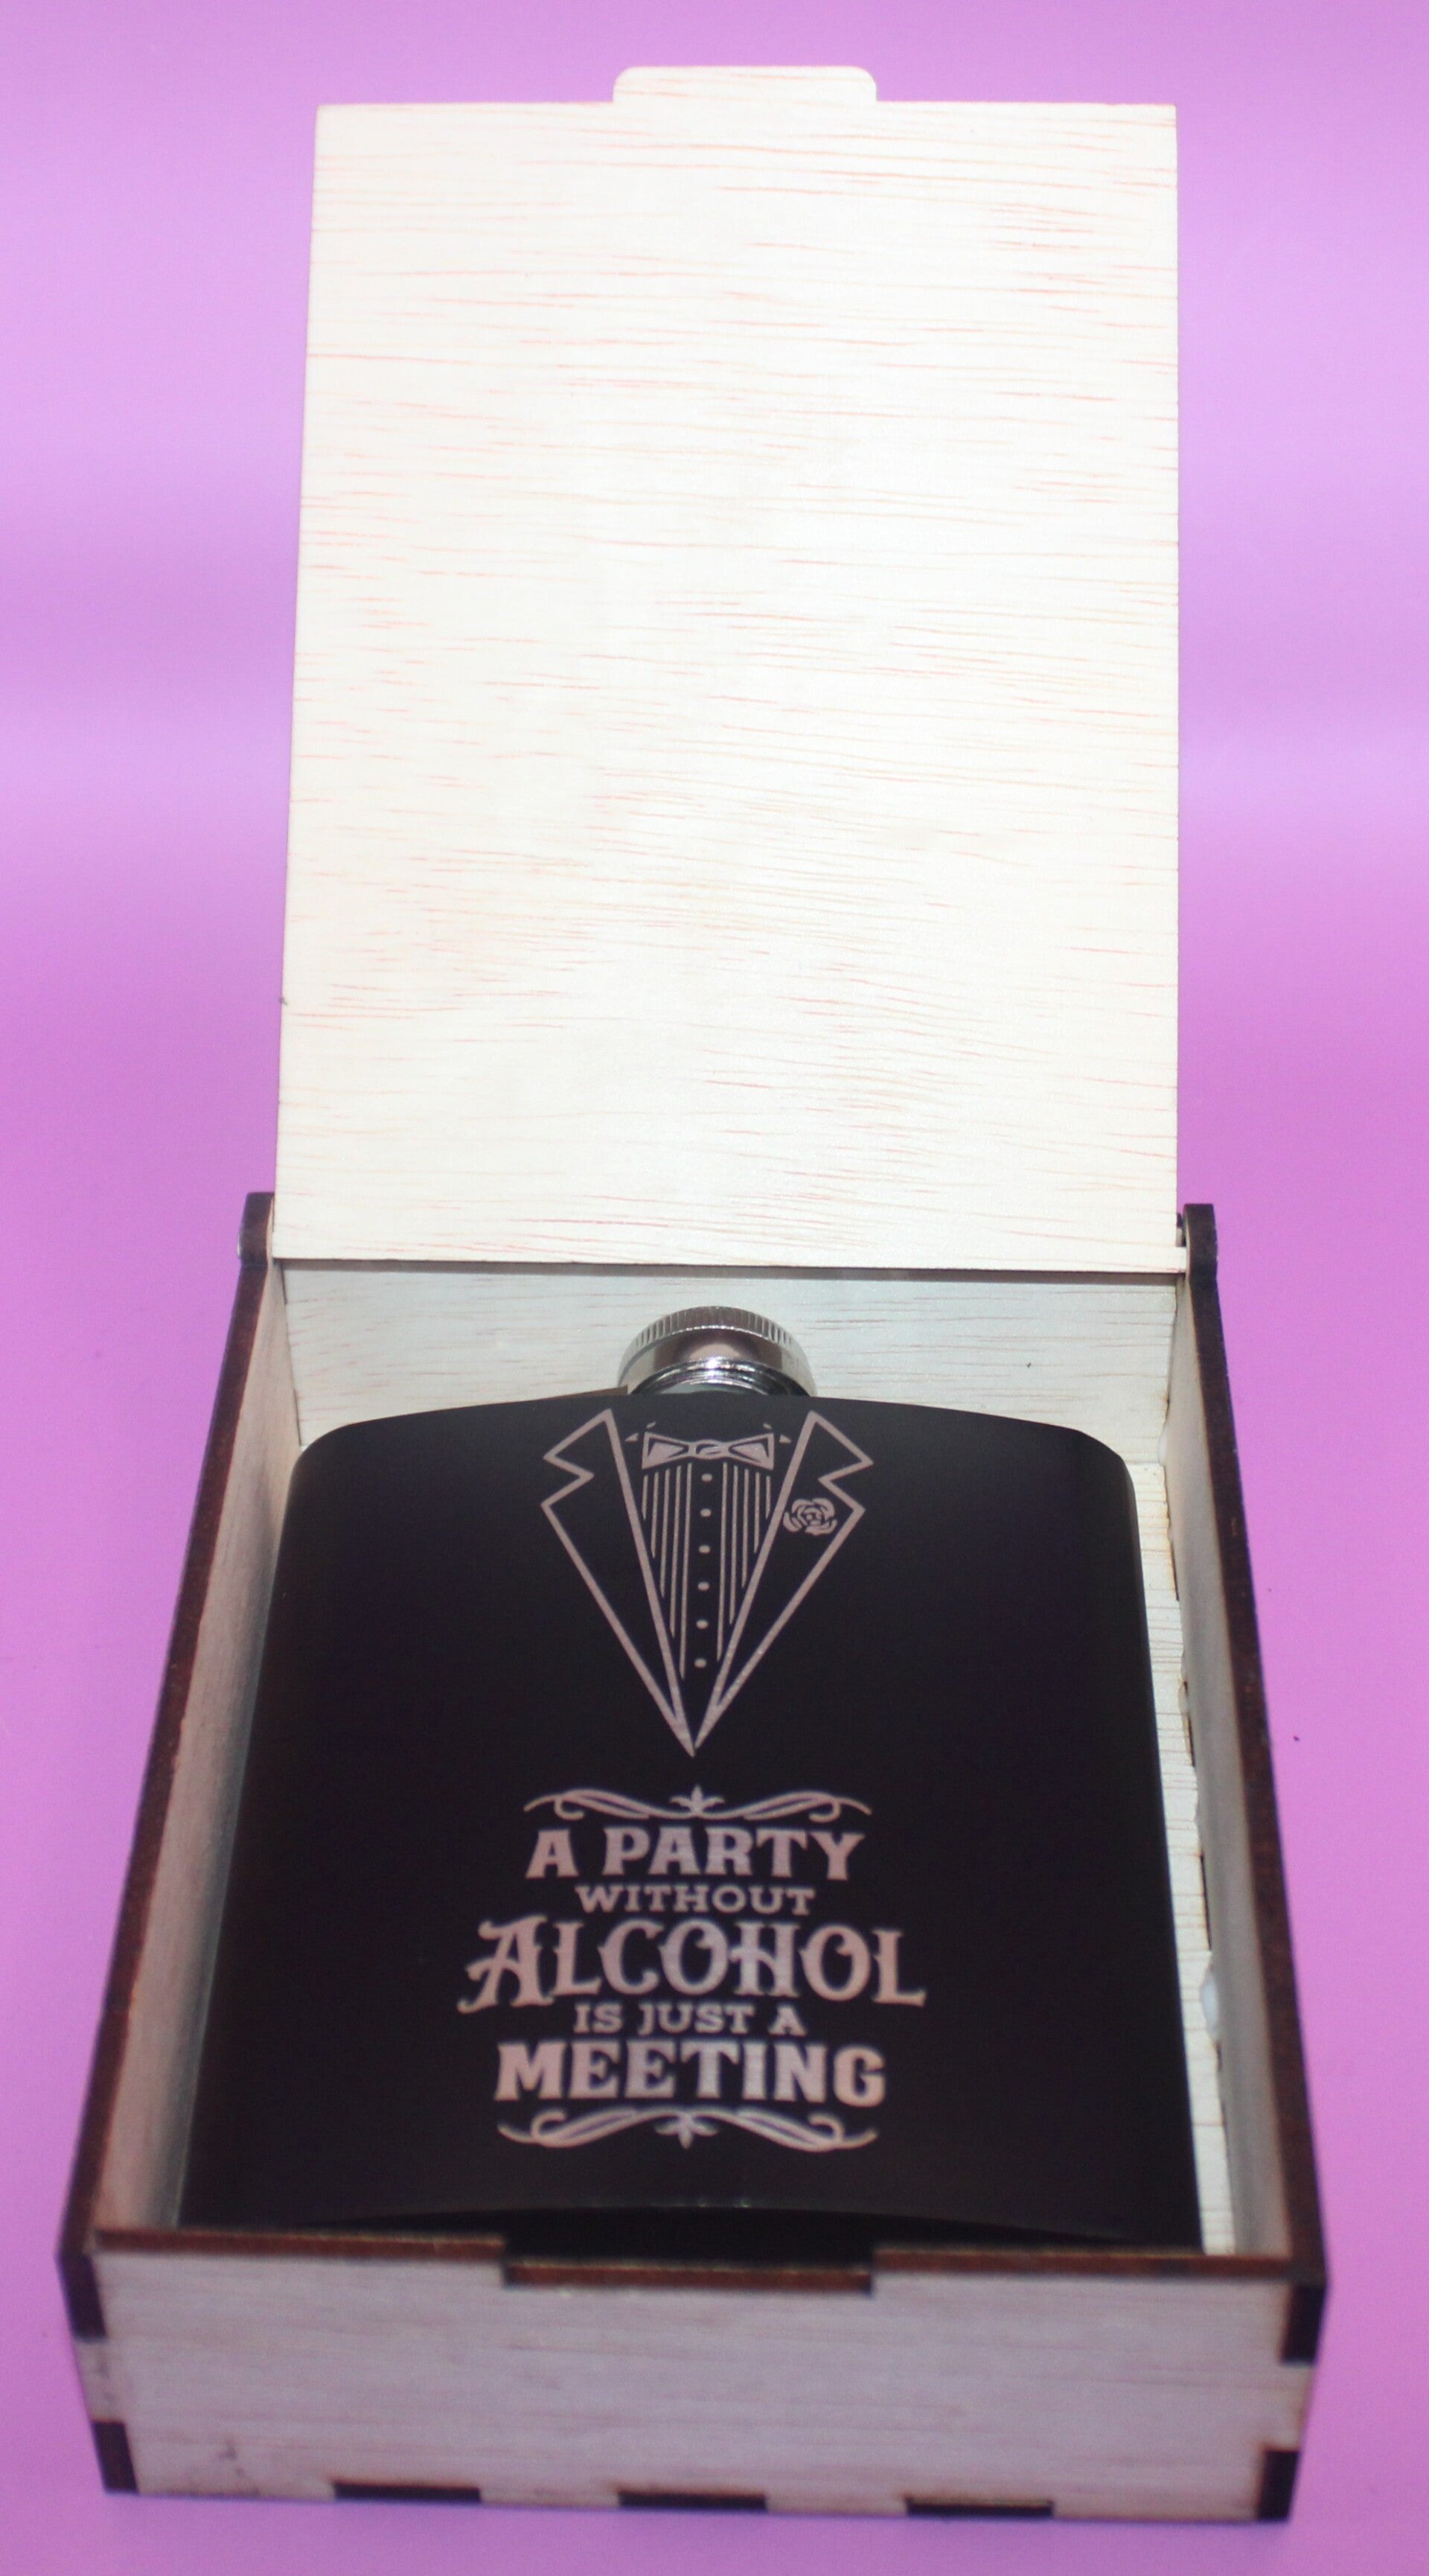 A PARTY
WITHOUT
ALCOHOL
IS JUST A
MEETING